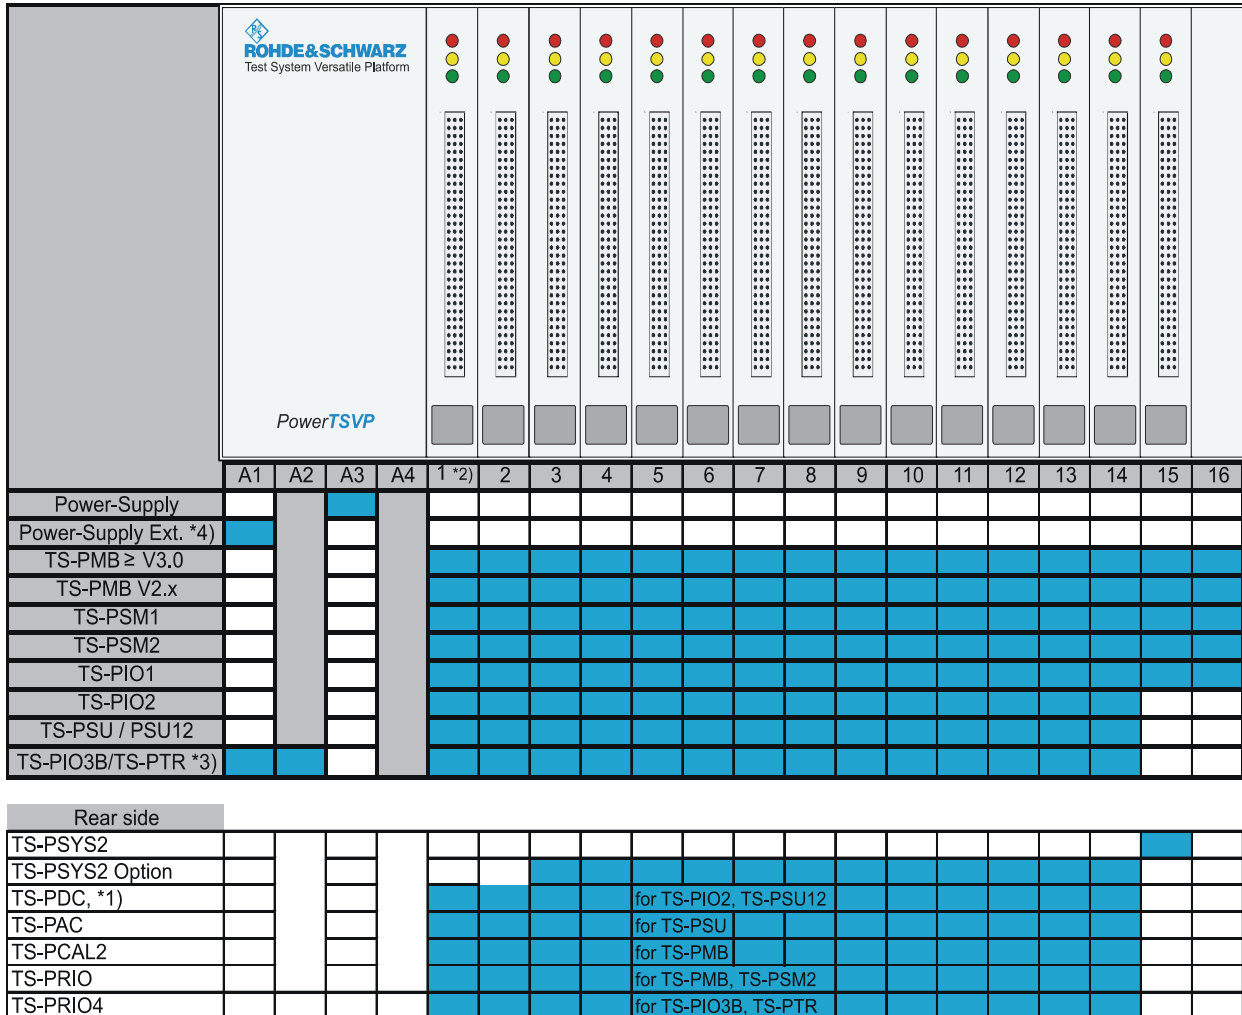 R S
ROHDE&SCHWARZ
Test System Versatile Platform
PowerTSVP
A1 A2 A3 A4 1 *2) 2 3 4 5 6 7 8 9 10 11 12 13 14 15 16
Power-Supply
Power-Supply Ext. *4)
TS-PMB ≥ V3.0
TS-PMB V2.x
TS-PSM1
TS-PSM2
TS-PIO1
TS-PIO2
TS-PSU / PSU12
TS-PIO3B/TS-PTR *3)
Rear side
TS-PSYS2
TS-PSYS2 Option
TS-PDC, *1) for TS-PIO2, TS-PSU12
TS-PAC for TS-PSU
TS-PCAL2 for TS-PMB
TS-PRIO for TS-PMB, TS-PSM2
TS-PRIO4 for TS-PIO3B, TS-PTR